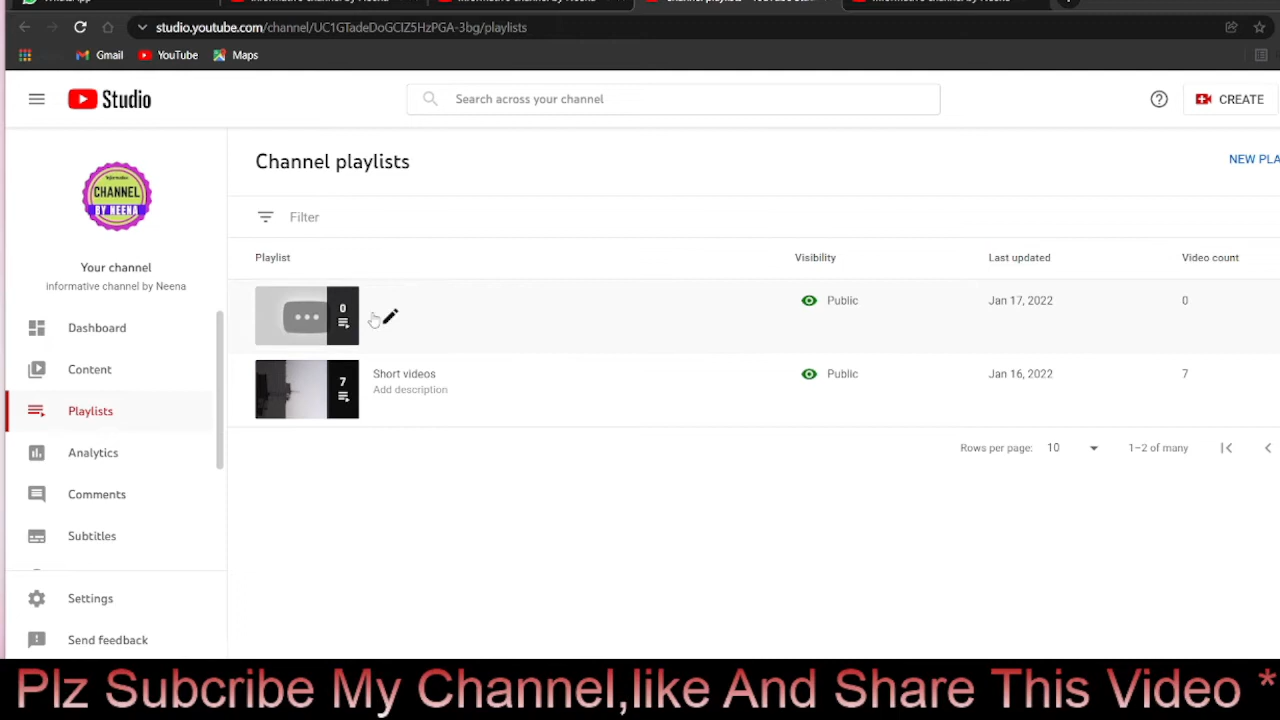 studio.youtube.com/channel/UC1GTadeDoGCIZ5HzPGA-3bg/playlists
Gmail YouTube Maps
Studio
Search across your channel
CREATE
CHANNEL
BY NEENA
Your channel
informative channel by Neena
Dashboard
Content
Playlists
Analytics
Comments
Subtitles
Settings
Send feedback
Channel playlists
NEW PLA
Filter
Playlist Visibility Last updated Video count
0 Public Jan 17, 2022 0
7 Short videos Public Jan 16, 2022 7
Add description
Rows per page: 10 1–2 of many
Plz Subcribe My Channel,like And Share This Video *